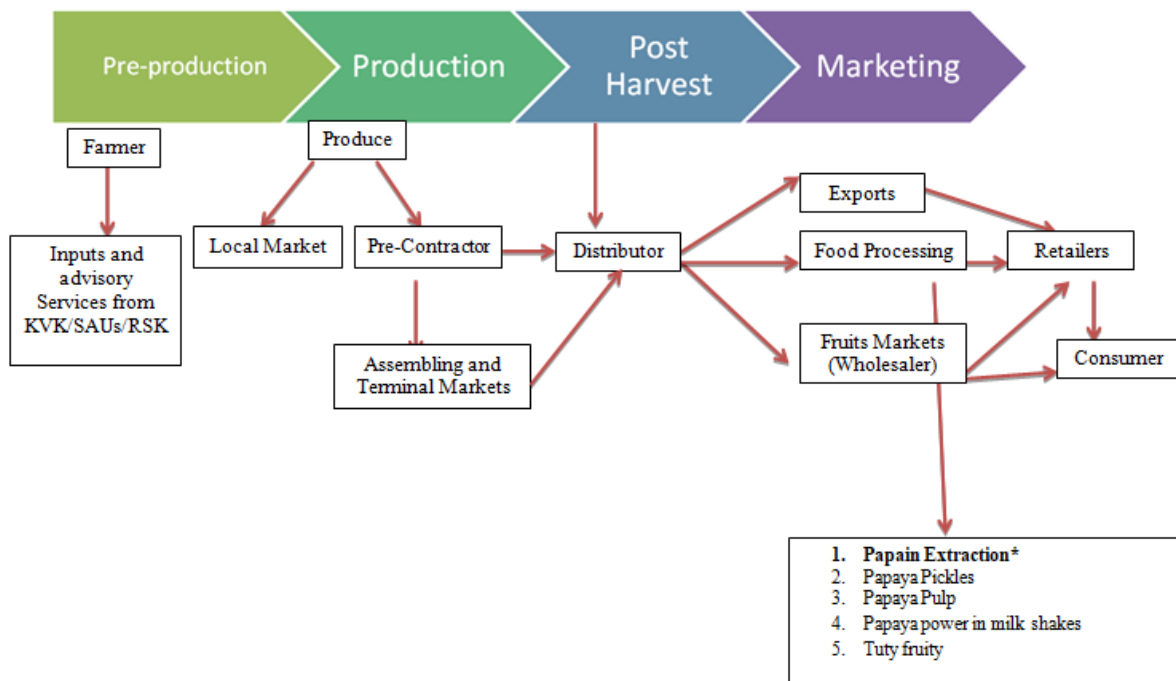 Pre-production
Production
Post
Harvest
Marketing
Farmer
Produce
Inputs and
advisory
Services from
KVK/SAUs/RSK
Local Market
Pre-Contractor
Assembling and
Terminal Markets
Distributor
Exports
Food Processing
Fruits Markets
(Wholesaler)
Retailers
Consumer
1. Papain Extraction*
2. Papaya Pickles
3. Papaya Pulp
4. Papaya power in milk shakes
5. Tuty fruity